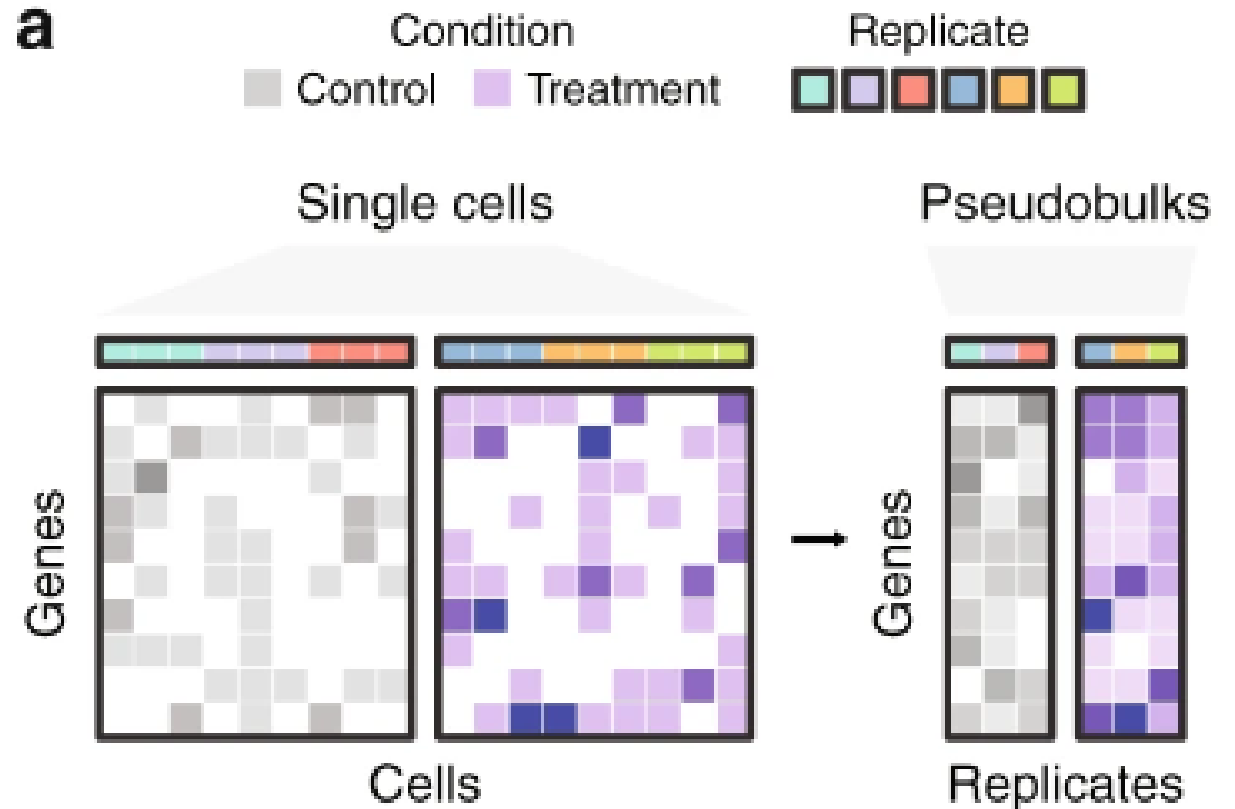 a
Condition
Replicate
Control
Treatment
Single cells
Pseudobulks
Genes
Genes
Cells
Replicates